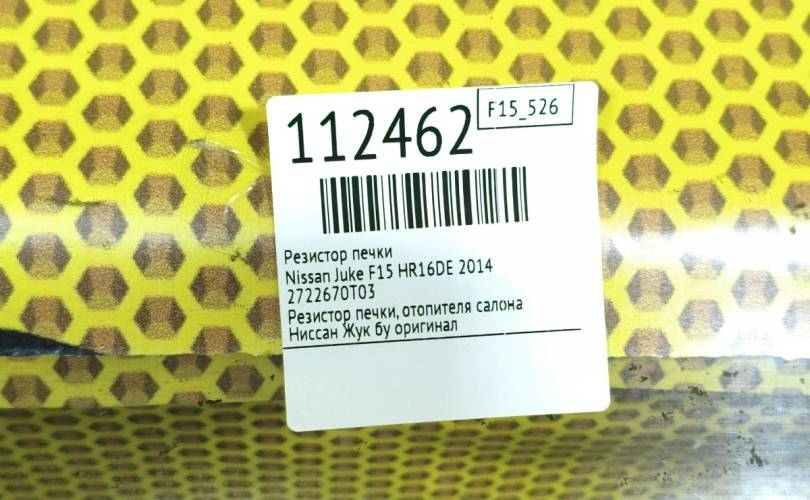 112462
F15_526
Резистор печки
Nissan Juke F15 HR16DE 2014
2722670T03
Резистор печки, отопителя салона
Ниссан Жук бу оригинал